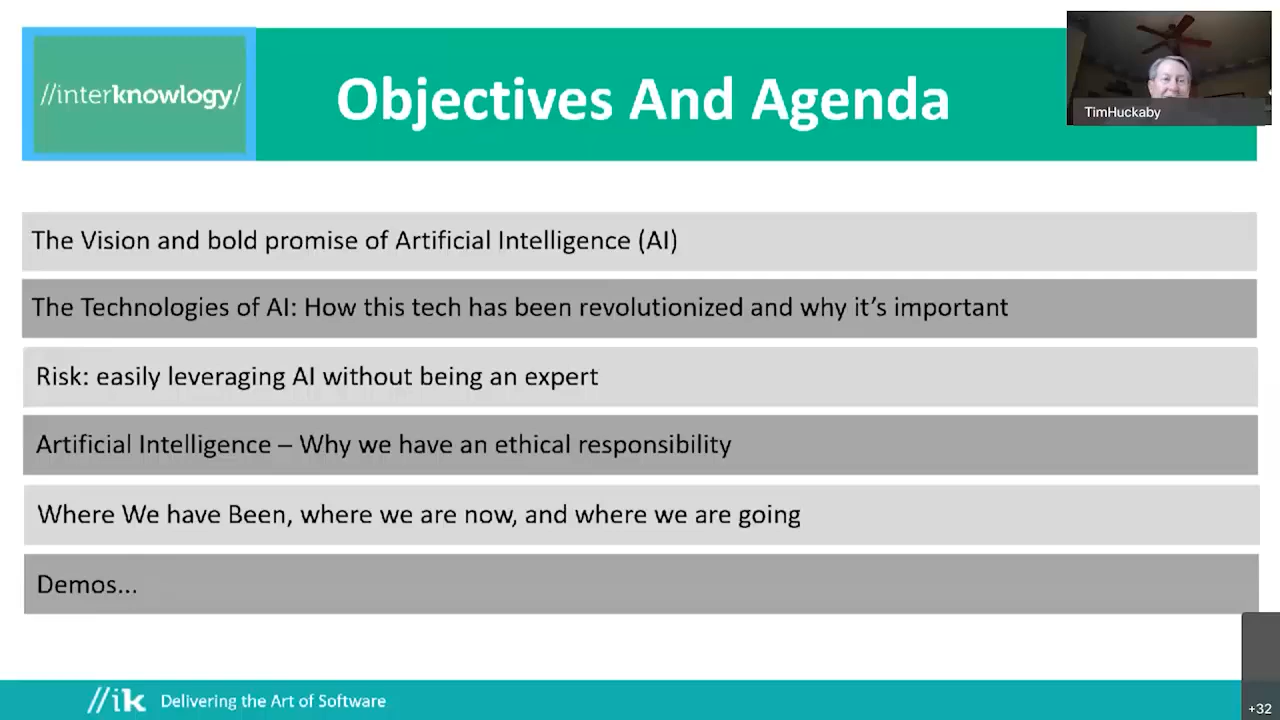 //interknowlogy/
Objectives And Agenda
TimHuckaby
The Vision and bold promise of Artificial Intelligence (AI)
The Technologies of AI: How this tech has been revolutionized and why it’s important
Risk: easily leveraging AI without being an expert
Artificial Intelligence – Why we have an ethical responsibility
Where We have Been, where we are now, and where we are going
Demos...
//ik Delivering the Art of Software
+32